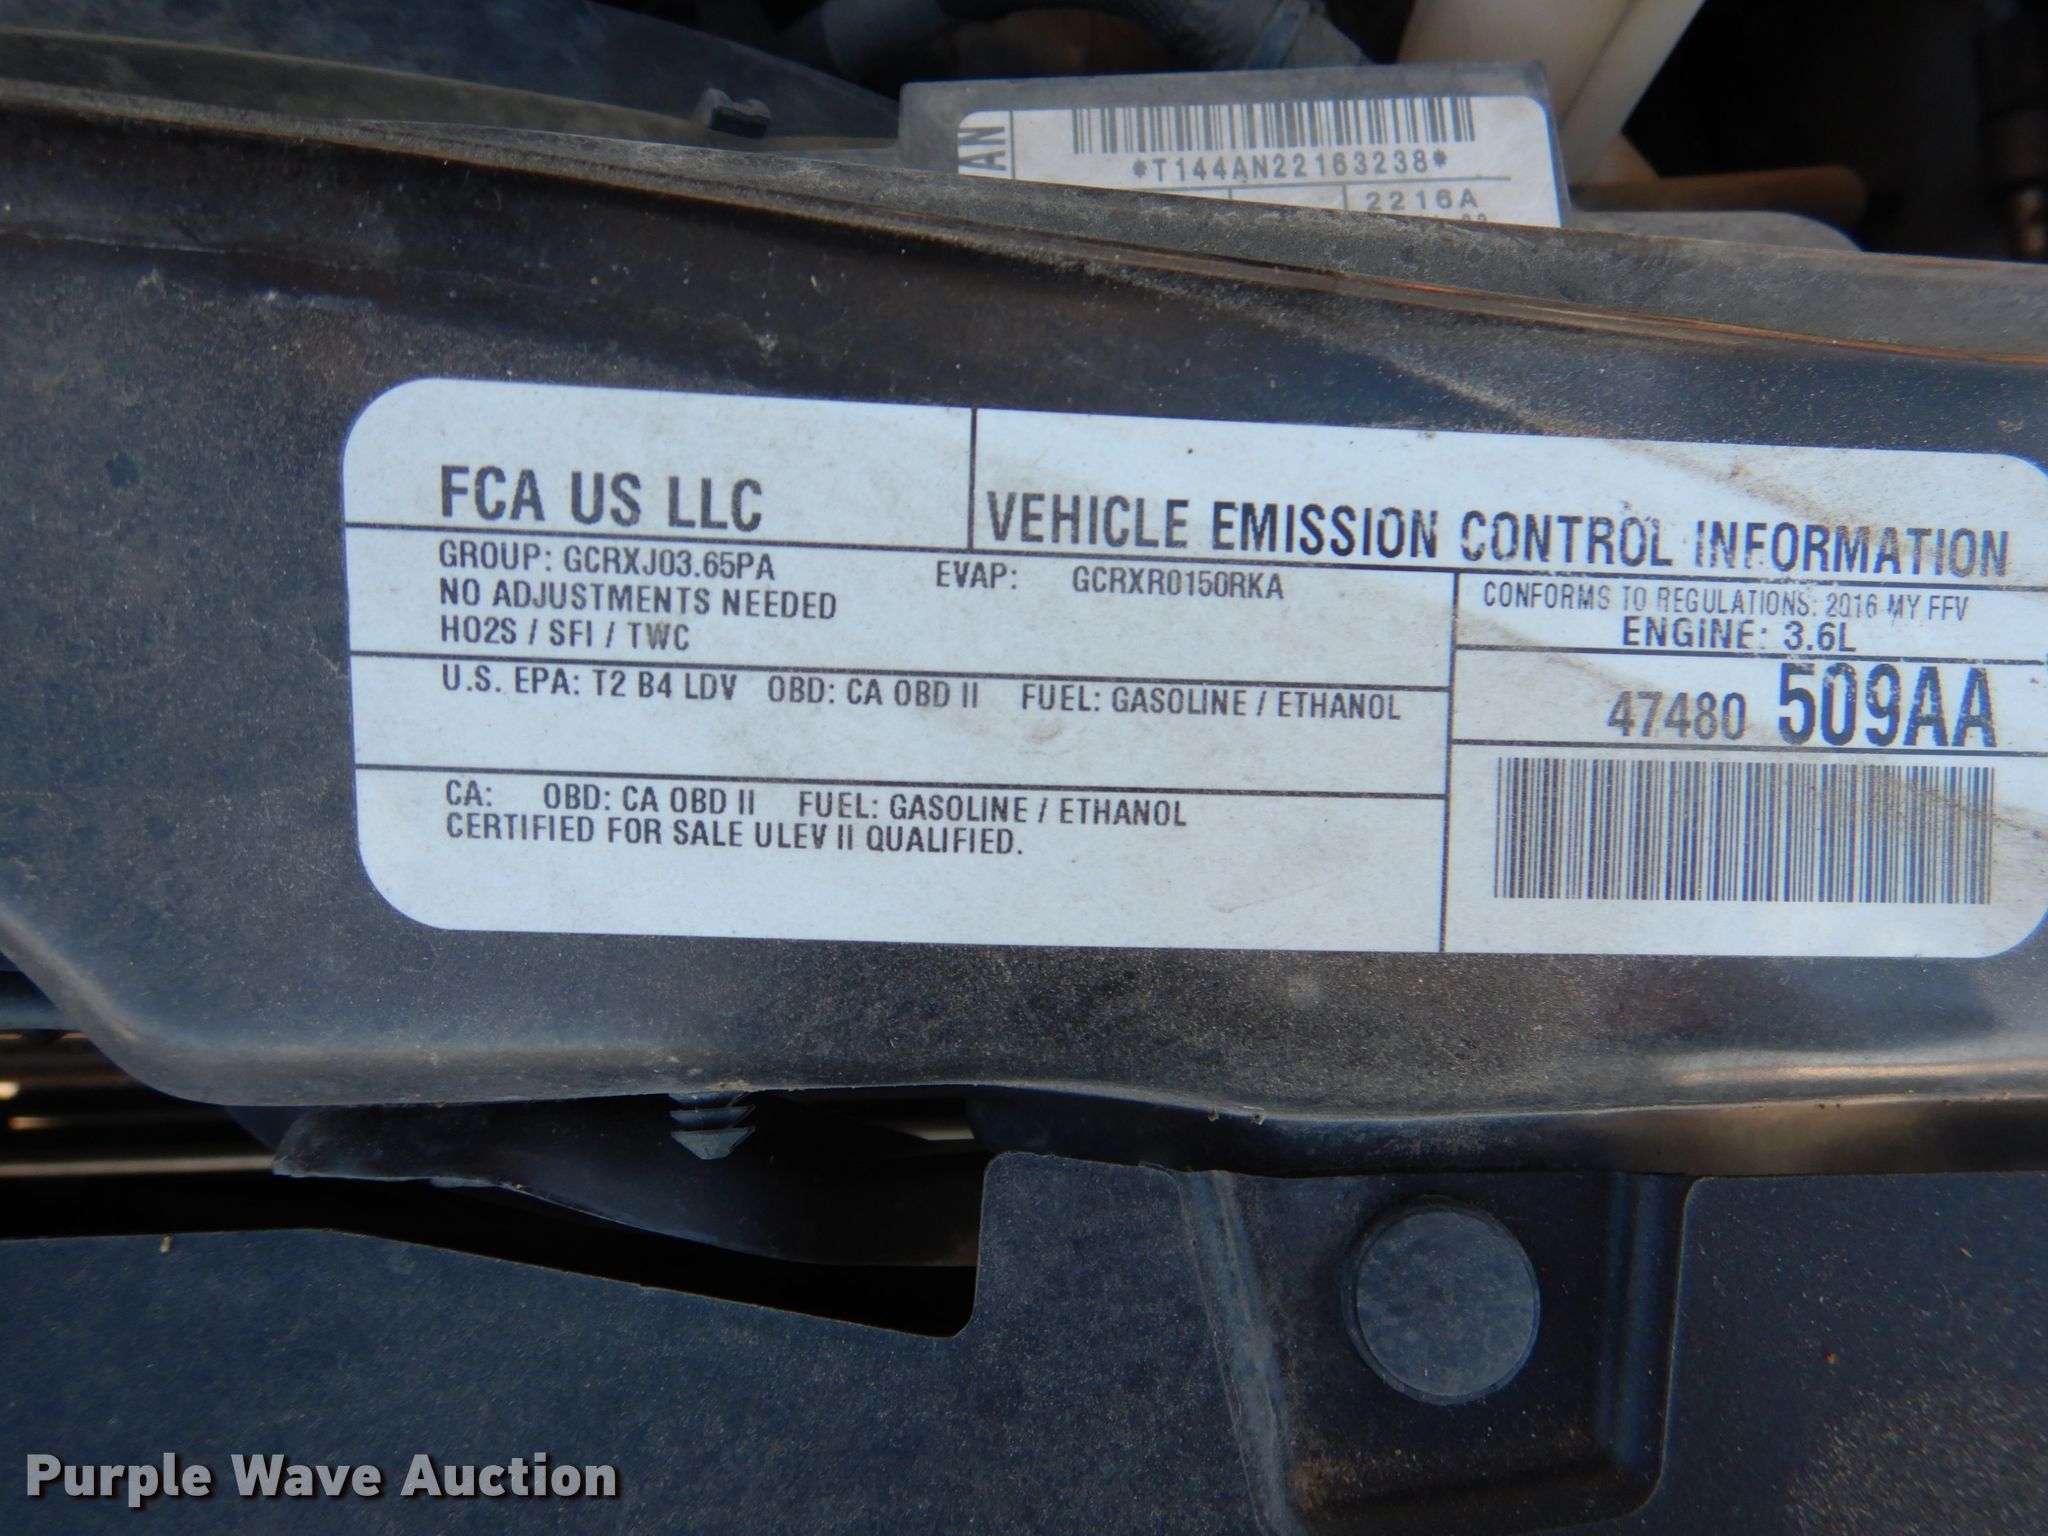 AN
*T144AN22163238*
2216A
FCA US LLC
VEHICLE EMISSION CONTROL INFORMATION
GROUP: GCRXJ03.65PA
EVAP: GCRXR0150RKA
NO ADJUSTMENTS NEEDED
HO2S / SFI / TWC
CONFORMS TO REGULATIONS: 2016 MY FFV
ENGINE: 3.6L
U.S. EPA: T2 B4 LDV OBD: CA OBD II FUEL: GASOLINE / ETHANOL
47480 509AA
CA: OBD: CA OBD II FUEL: GASOLINE / ETHANOL
CERTIFIED FOR SALE ULEV II QUALIFIED.
Purple Wave Auction